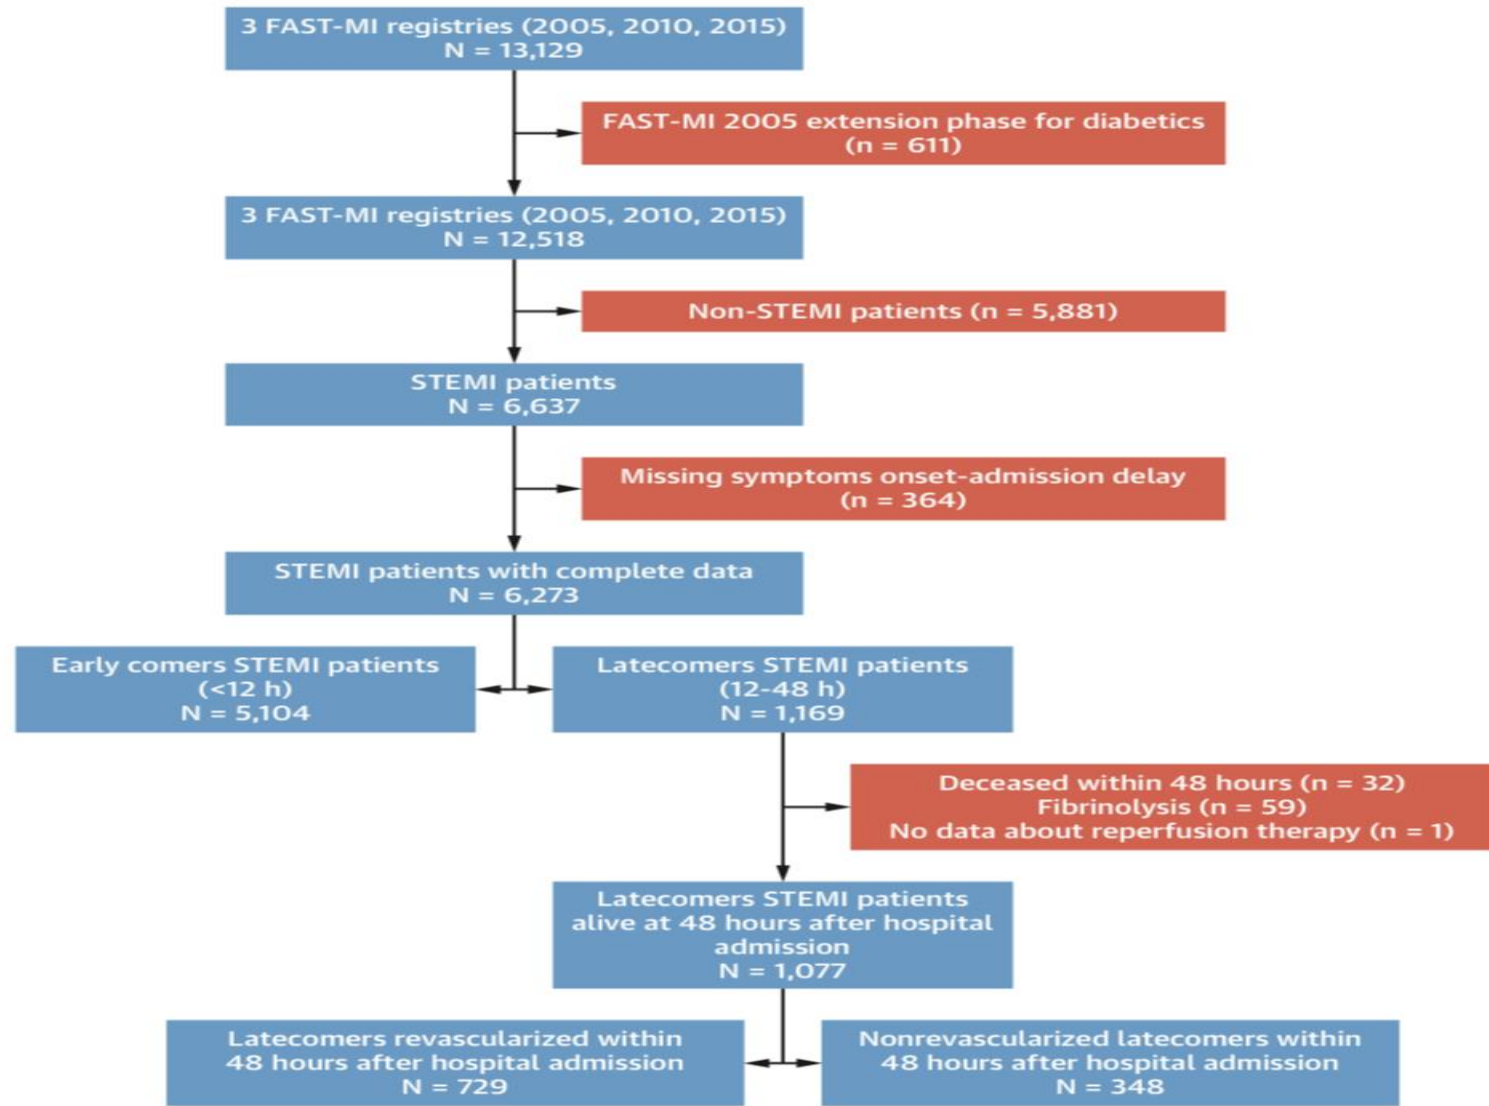 3 FAST-MI registries (2005, 2010, 2015)
N = 13,129
FAST-MI 2005 extension phase for diabetics
(n = 611)
3 FAST-MI registries (2005, 2010, 2015)
N = 12,518
Non-STEMI patients (n = 5,881)
STEMI patients
N = 6,637
Missing symptoms onset-admission delay
(n = 364)
STEMI patients with complete data
N = 6,273
Early comers STEMI patients
(<12 h)
N = 5,104
Latecomers STEMI patients
(12-48 h)
N = 1,169
Deceased within 48 hours (n = 32)
Fibrinolysis (n = 59)
No data about reperfusion therapy (n = 1)
Latecomers STEMI patients
alive at 48 hours after hospital
admission
N = 1,077
Latecomers revascularized within
48 hours after hospital admission
N = 729
Nonrevascularized latecomers within
48 hours after hospital admission
N = 348